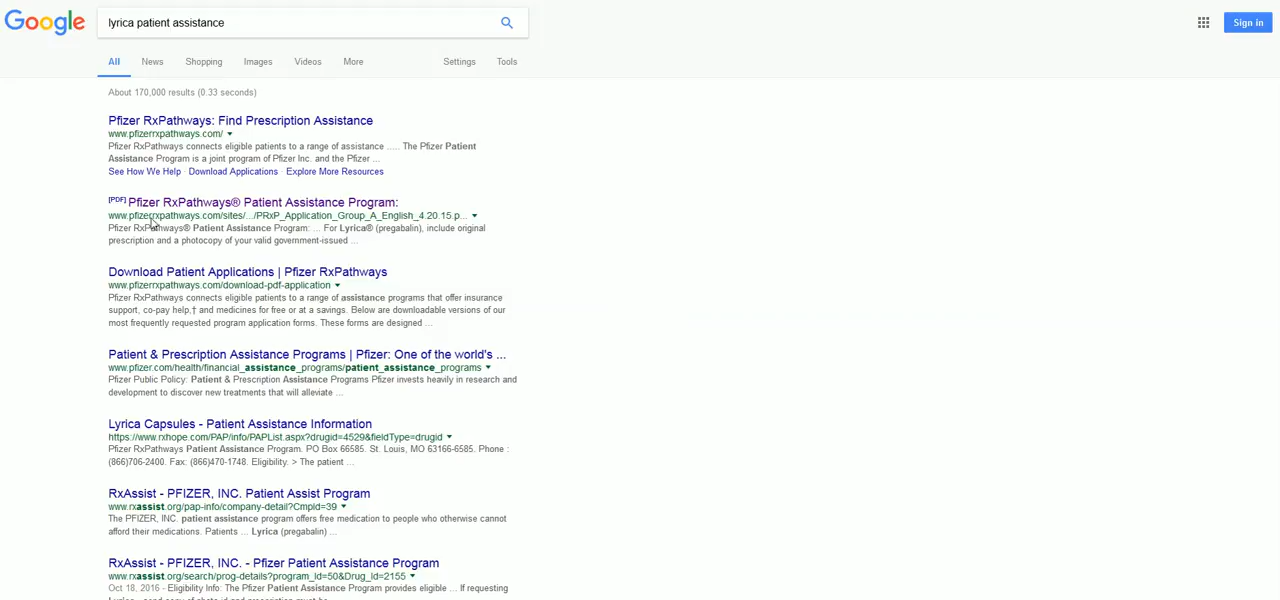 Google
lyrica patient assistance
Sign in
All News Shopping Images Videos More Settings Tools
About 170,000 results (0.33 seconds)
Pfizer RxPathways: Find Prescription Assistance
www.pfizerrxpathways.com/
Pfizer RxPathways connects eligible patients to a range of assistance ..... The Pfizer Patient
Assistance Program is a joint program of Pfizer Inc. and the Pfizer ...
See How We Help · Download Applications · Explore More Resources
[PDF] Pfizer RxPathways® Patient Assistance Program:
www.pfizerrxpathways.com/sites/.../PRxP_Application_Group_A_English_4.20.15.p...
Pfizer RxPathways® Patient Assistance Program: ... For Lyrica® (pregabalin), include original
prescription and a photocopy of your valid government-issued ...
Download Patient Applications | Pfizer RxPathways
www.pfizerrxpathways.com/download-pdf-application
Pfizer RxPathways connects eligible patients to a range of assistance programs that offer insurance
support, co-pay help,† and medicines for free or at a savings. Below are downloadable versions of our
most frequently requested program application forms. These forms are designed ...
Patient & Prescription Assistance Programs | Pfizer: One of the world's ...
www.pfizer.com/health/financial_assistance_programs/patient_assistance_programs
Pfizer Public Policy: Patient & Prescription Assistance Programs Pfizer invests heavily in research and
development to discover new treatments that will alleviate ...
Lyrica Capsules - Patient Assistance Information
https://www.rxhope.com/PAP/info/PAPList.aspx?drugid=4529&fieldType=drugid
Pfizer RxPathways Patient Assistance Program. PO Box 66585. St. Louis, MO 63166-6585. Phone :
(866)706-2400. Fax: (866)470-1748. Eligibility. > The patient ...
RxAssist - PFIZER, INC. Patient Assist Program
www.rxassist.org/pap-info/company-detail?CmpId=39
The PFIZER, INC. patient assistance program offers free medication to people who otherwise cannot
afford their medications. Patients ... Lyrica (pregabalin) ...
RxAssist - PFIZER, INC. - Pfizer Patient Assistance Program
www.rxassist.org/search/prog-details?program_Id=50&Drug_Id=2155
Oct 18, 2016 - Eligibility Info: The Pfizer Patient Assistance Program provides eligible ... If requesting